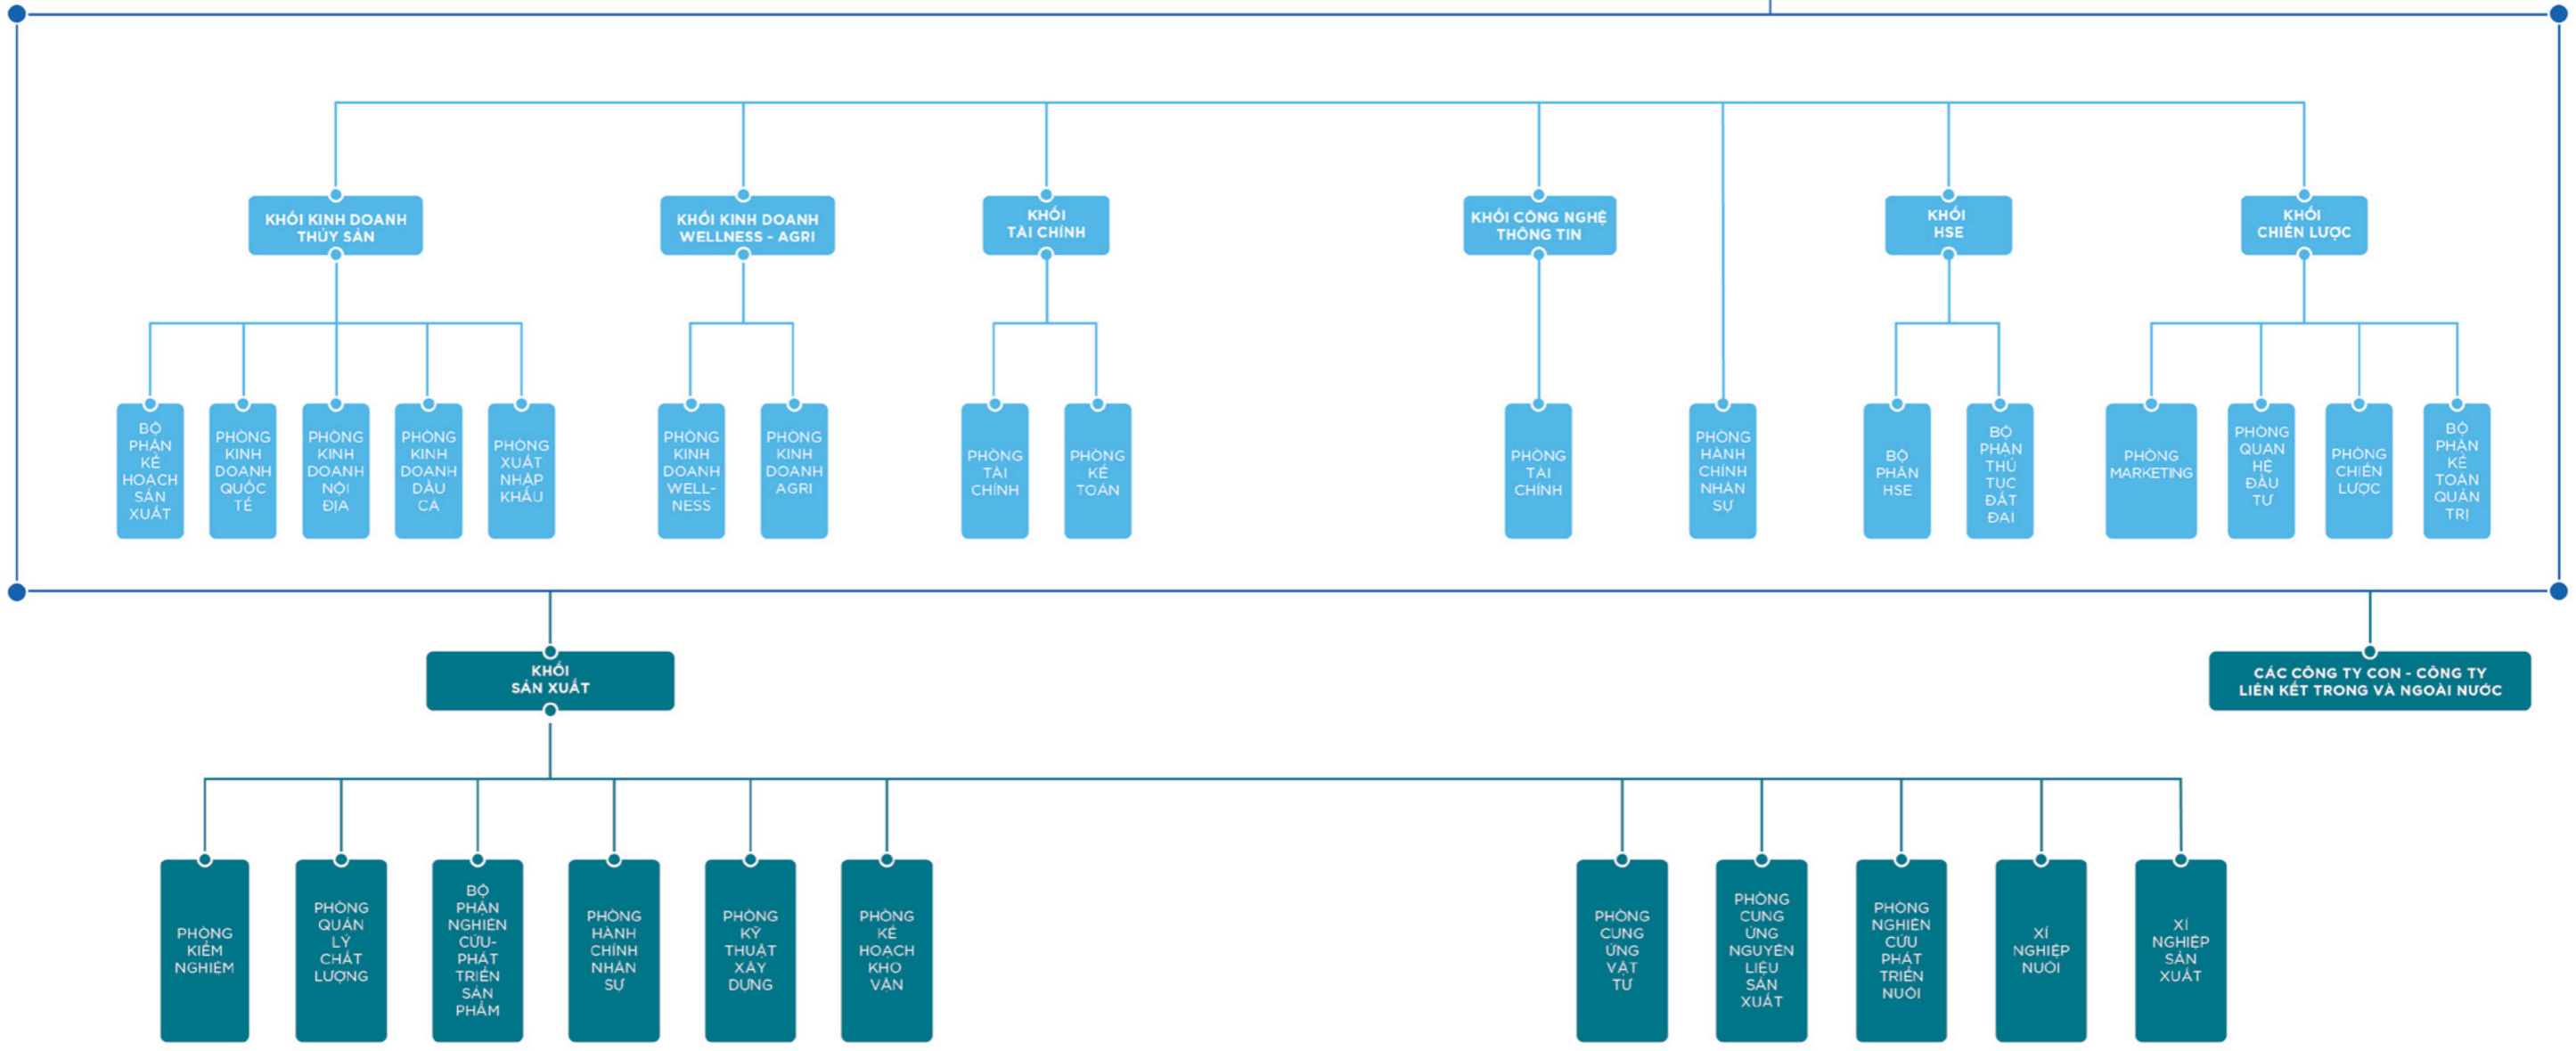 KHỐI KINH DOANH
THỦY SẢN
KHỐI KINH DOANH
WELLNESS - AGRI
KHỐI
TÀI CHÍNH
KHỐI CÔNG NGHỆ
THÔNG TIN
KHỐI
HSE
KHỐI
CHIẾN LƯỢC
BỘ
PHẬN
KẾ
HOẠCH
SẢN
XUẤT
PHÒNG
KINH
DOANH
QUỐC
TẾ
PHÒNG
KINH
DOANH
NỘI
ĐỊA
PHÒNG
KINH
DOANH
DẦU
CÁ
PHÒNG
XUẤT
NHẬP
KHẨU
PHÒNG
KINH
DOANH
WELL-
NESS
PHÒNG
KINH
DOANH
AGRI
PHÒNG
TÀI
CHÍNH
PHÒNG
KẾ
TOÁN
PHÒNG
TÀI
CHÍNH
PHÒNG
HÀNH
CHÍNH
NHÂN
SỰ
BỘ
PHẬN
HSE
BỘ
PHẬN
THỦ
TỤC
ĐẤT
ĐAI
PHÒNG
MARKETING
PHÒNG
QUAN
HỆ
ĐẦU
TƯ
PHÒNG
CHIẾN
LƯỢC
BỘ
PHẬN
KẾ
TOÁN
QUẢN
TRỊ
KHỐI
SẢN XUẤT
CÁC CÔNG TY CON - CÔNG TY
LIÊN KẾT TRONG VÀ NGOÀI NƯỚC
PHÒNG
KIỂM
NGHIỆM
PHÒNG
QUẢN
LÝ
CHẤT
LƯỢNG
BỘ
PHẬN
NGHIÊN
CỨU-
PHÁT
TRIỂN
SẢN
PHẨM
PHÒNG
HÀNH
CHÍNH
NHÂN
SỰ
PHÒNG
KỸ
THUẬT
XÂY
DỰNG
PHÒNG
KẾ
HOẠCH
KHO
VẬN
PHÒNG
CUNG
ỨNG
VẬT
TƯ
PHÒNG
CUNG
ỨNG
NGUYÊN
LIỆU
SẢN
XUẤT
PHÒNG
NGHIÊN
CỨU
PHÁT
TRIỂN
NUÔI
XÍ
NGHIỆP
NUÔI
XÍ
NGHIỆP
SẢN
XUẤT